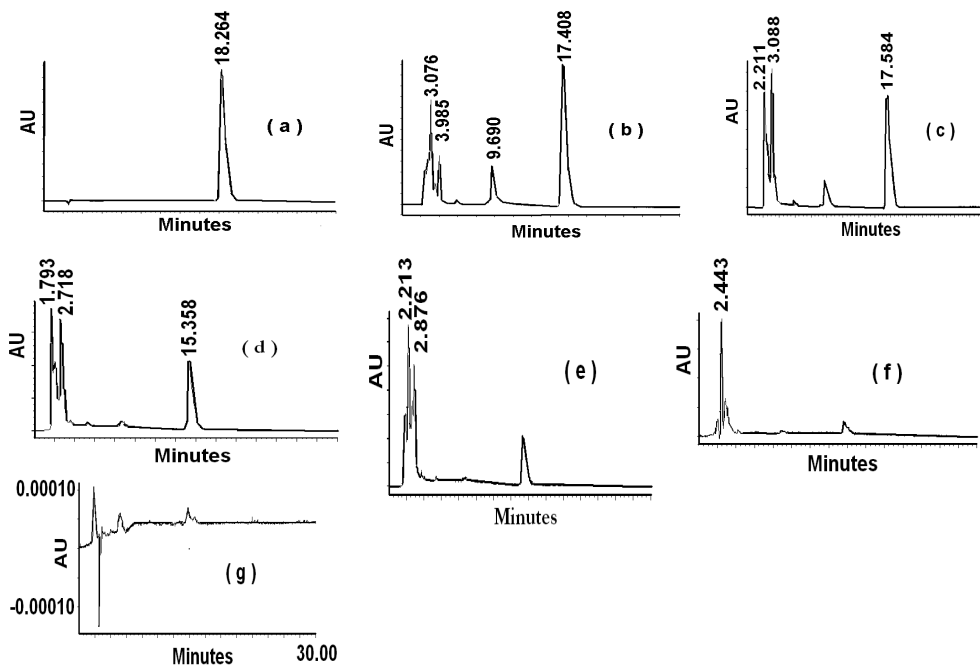 18.264
AU
( a )
Minutes
3.076
3.985
9.690
17.408
AU
( b )
Minutes
2.211
3.088
17.584
AU
( c )
Minutes
1.793
2.718
15.358
AU
( d )
Minutes
2.213
2.876
AU
( e )
Minutes
2.443
AU
( f )
Minutes
0.00010
AU
-0.00010
( g )
Minutes
30.00